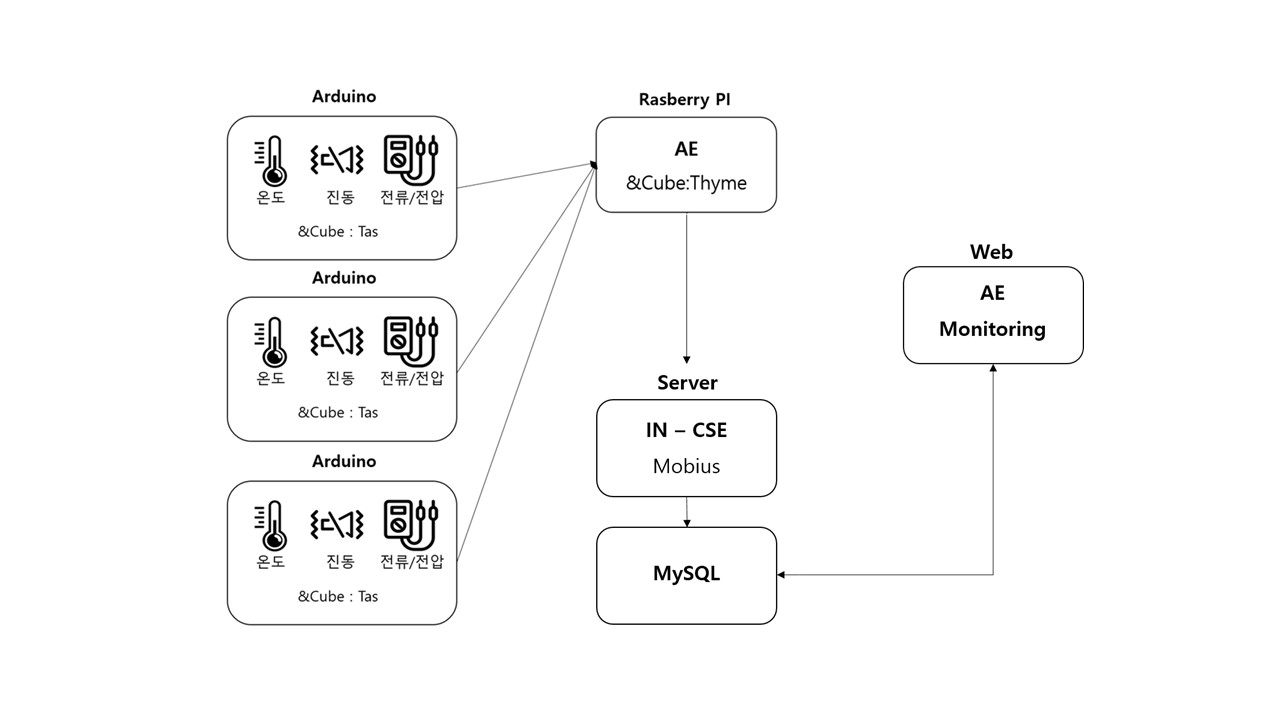 Arduino
온도 진동 전류/전압
&Cube : Tas
Arduino
온도 진동 전류/전압
&Cube : Tas
Arduino
온도 진동 전류/전압
&Cube : Tas
Rasberry PI
AE
&Cube:Thyme
Server
IN – CSE
Mobius
MySQL
Web
AE
Monitoring